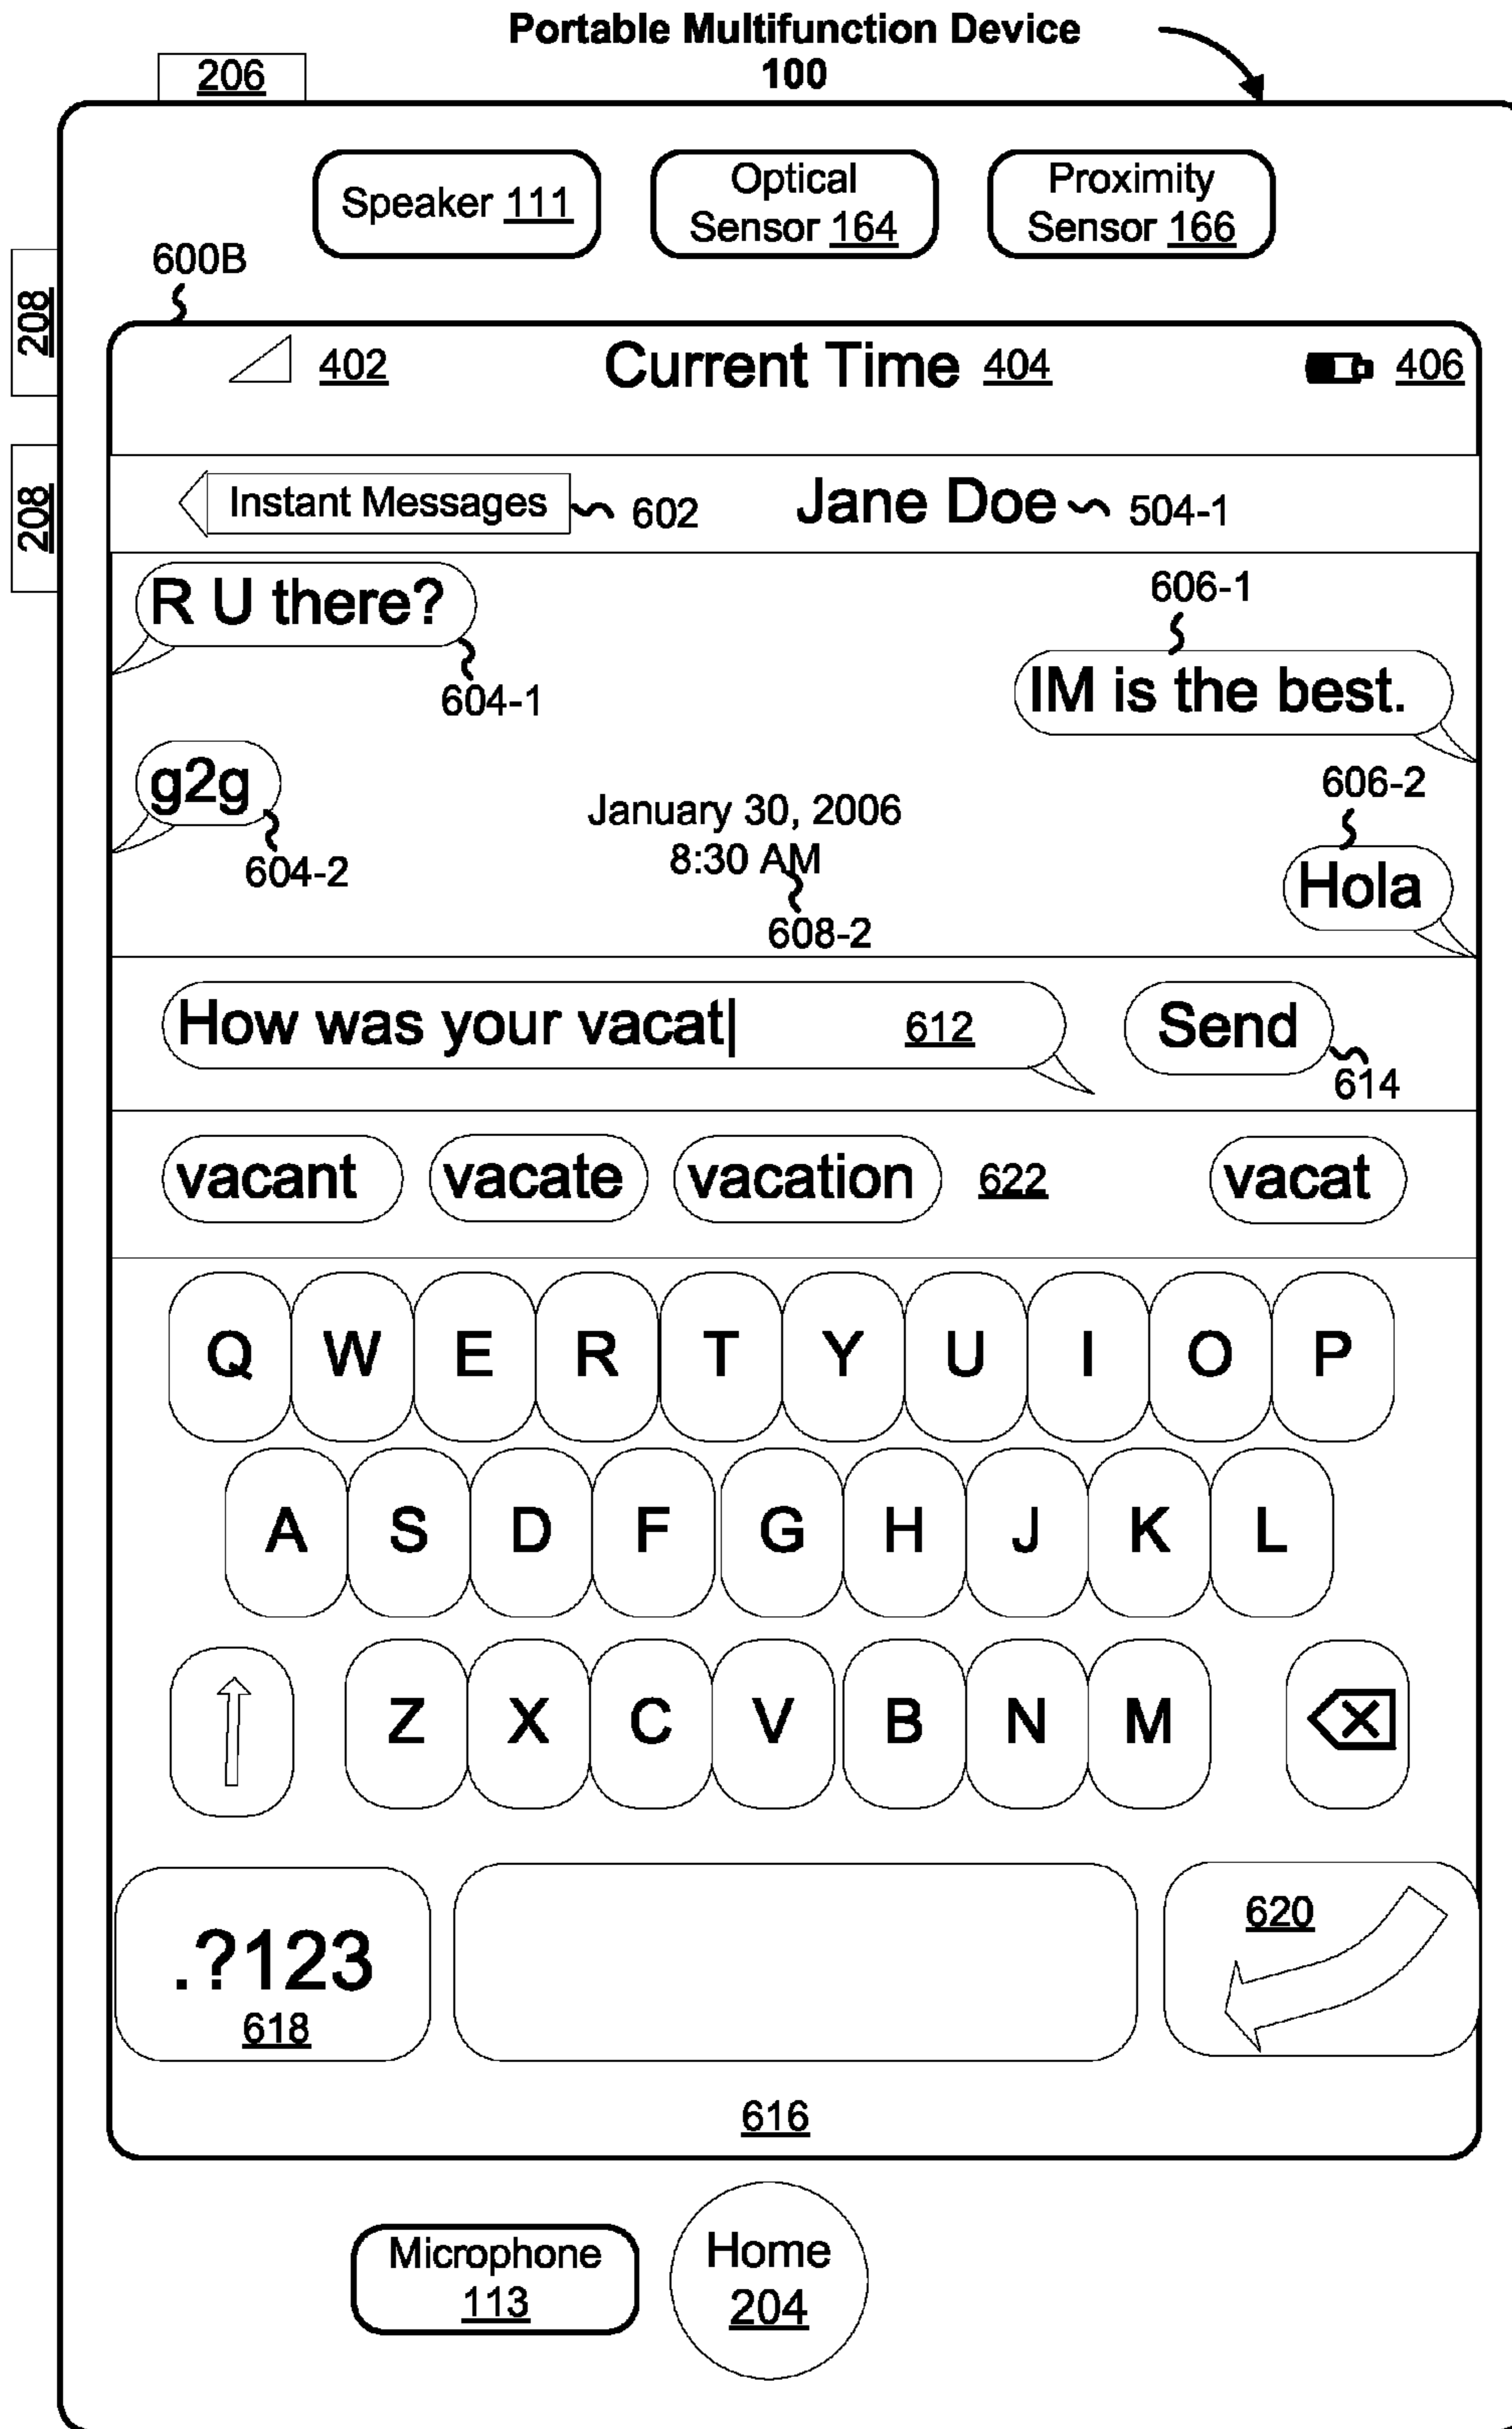 Portable Multifunction Device
100
206
Speaker 111
Optical
Sensor 164
Proximity
Sensor 166
600B
208
402
Current Time 404
406
208
Instant Messages
602
Jane Doe
504-1
R U there?
604-1
606-1
IM is the best.
g2g
604-2
January 30, 2006
8:30 AM
608-2
606-2
Hola
How was your vacat
612
Send
614
vacant
vacate
vacation
622
vacat
Q W E R T Y U I O P
A S D F G H J K L
Z X C V B N M
.?123
618
620
616
Microphone
113
Home
204